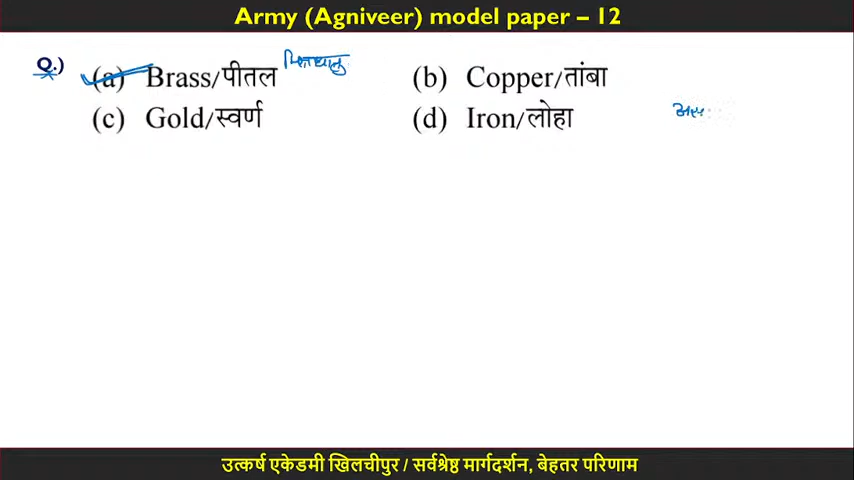 Army (Agniveer) model paper – 12
Q.) (a) Brass/पीतल मिश्रधातु (b) Copper/तांबा
(c) Gold/स्वर्ण (d) Iron/लोहा
उत्कर्ष एकेडमी खिलचीपुर / सर्वश्रेष्ठ मार्गदर्शन, बेहतर परिणाम